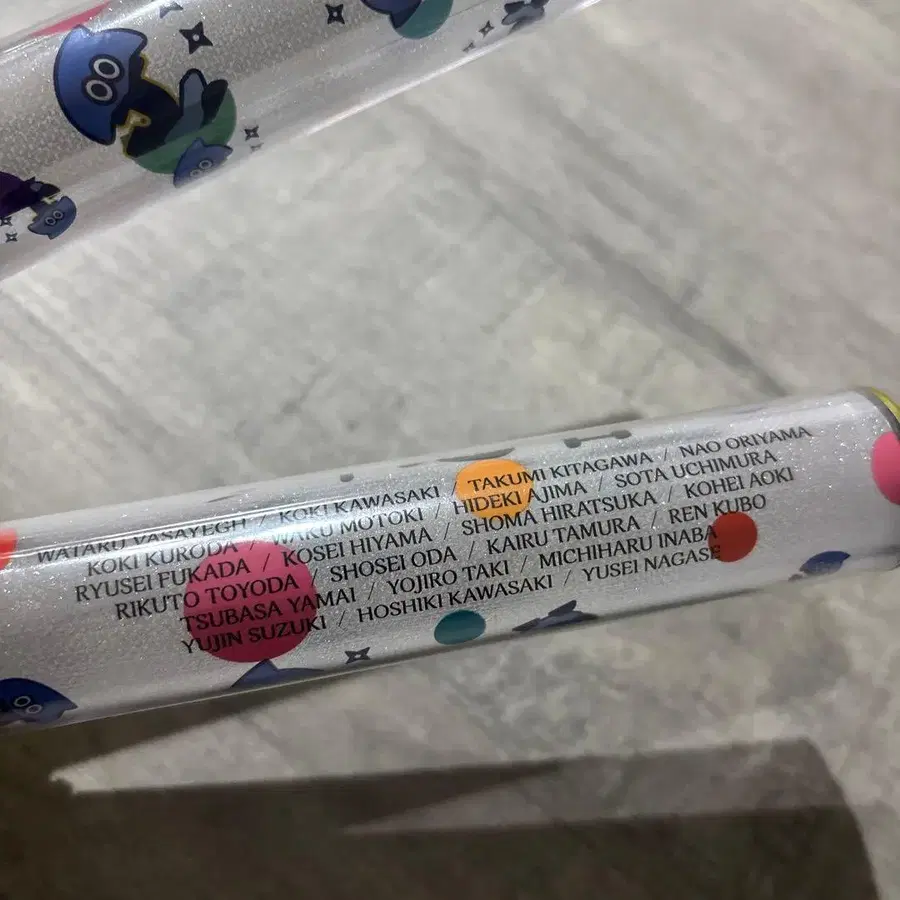 WATARU VASAYEGH / KOKI KAWASAKI / TAKUMI KITAGAWA / NAO ORIYAMA
KOKI KURODA / WAKU MOTOKI / HIDEKI AJIMA / SOTA UCHIMURA
RYUSEI FUKADA / KOSEI HIYAMA / SHOMA HIRATSUKA / KOHEI AOKI
RIKUTO TOYODA / SHOSEI ODA / KAIRU TAMURA / REN KUBO
TSUBASA YAMAI / YOJIRO TAKI / MICHIHARU INABA
YUJIN SUZUKI / HOSHIKI KAWASAKI / YUSEI NAGASE